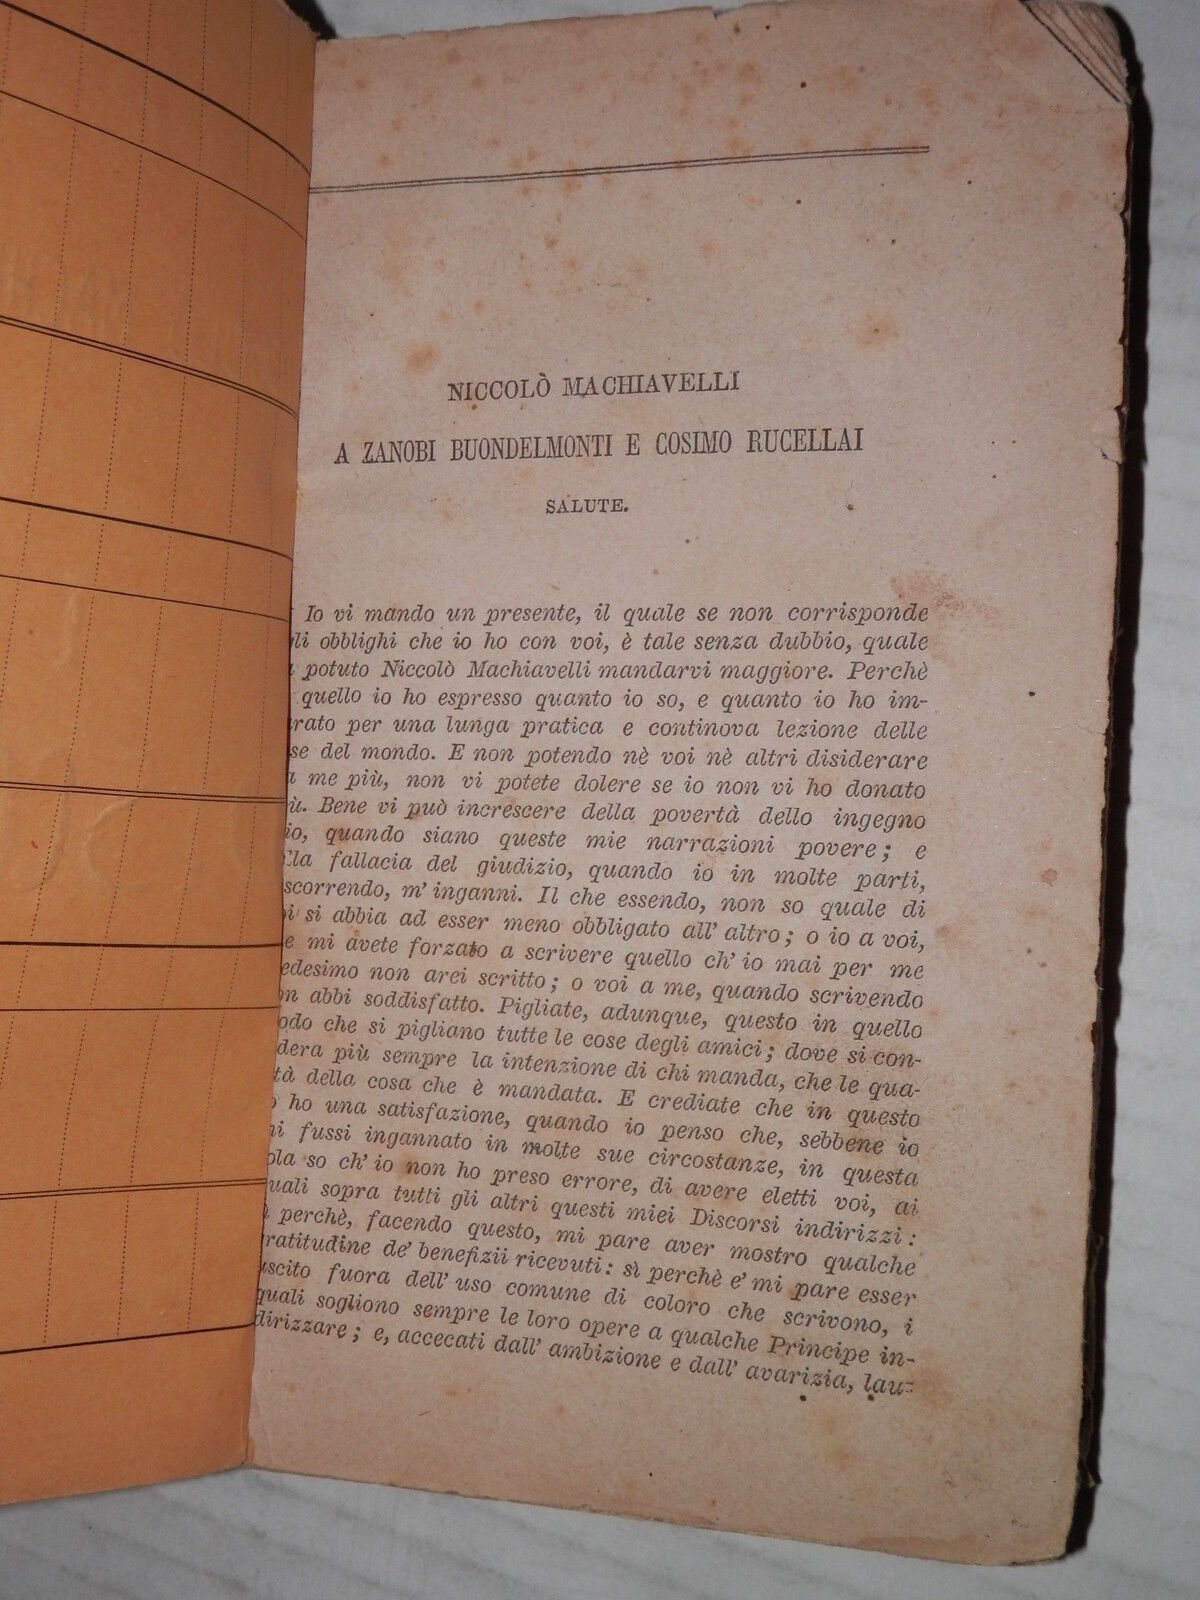 NICCOLÒ MACHIAVELLI
A ZANOBI BUONDELMONTI E COSIMO RUCELLAI
SALUTE.
Io vi mando un presente, il quale se non corrisponde
gli obblighi che io ho con voi, è tale senza dubbio, quale
potuto Niccolò Machiavelli mandarvi maggiore. Perchè
quello io ho espresso quanto io so, e quanto io ho im-
rato per una lunga pratica e continova lezione delle
se del mondo. E non potendo nè voi nè altri disiderare
a me più, non vi potete dolere se io non vi ho donato
ù. Bene vi può increscere della povertà dello ingegno
io, quando siano queste mie narrazioni povere; e
lla fallacia del giudizio, quando io in molte parti,
scorrendo, m' inganni. Il che essendo, non so quale di
oi si abbia ad esser meno obbligato all' altro; o io a voi,
e mi avete forzato a scrivere quello ch' io mai per me
edesimo non arei scritto; o voi a me, quando scrivendo
on abbi soddisfatto. Pigliate, adunque, questo in quello
odo che si pigliano tutte le cose degli amici; dove si con-
dera più sempre la intenzione di chi manda, che le qua-
tà della cosa che è mandata. E crediate che in questo
o ho una satisfazione, quando io penso che, sebbene io
ni fussi ingannato in molte sue circostanze, in questa
ola so ch' io non ho preso errore, di avere eletti voi, ai
uali sopra tutti gli altri questi miei Discorsi indirizzi:
perchè, facendo questo, mi pare aver mostro qualche
ratitudine de' benefizii ricevuti: sì perchè e' mi pare esser
uscito fuora dell' uso comune di coloro che scrivono, i
quali sogliono sempre le loro opere a qualche Principe in-
dirizzare; e, accecati dall' ambizione e dall' avarizia, lau-